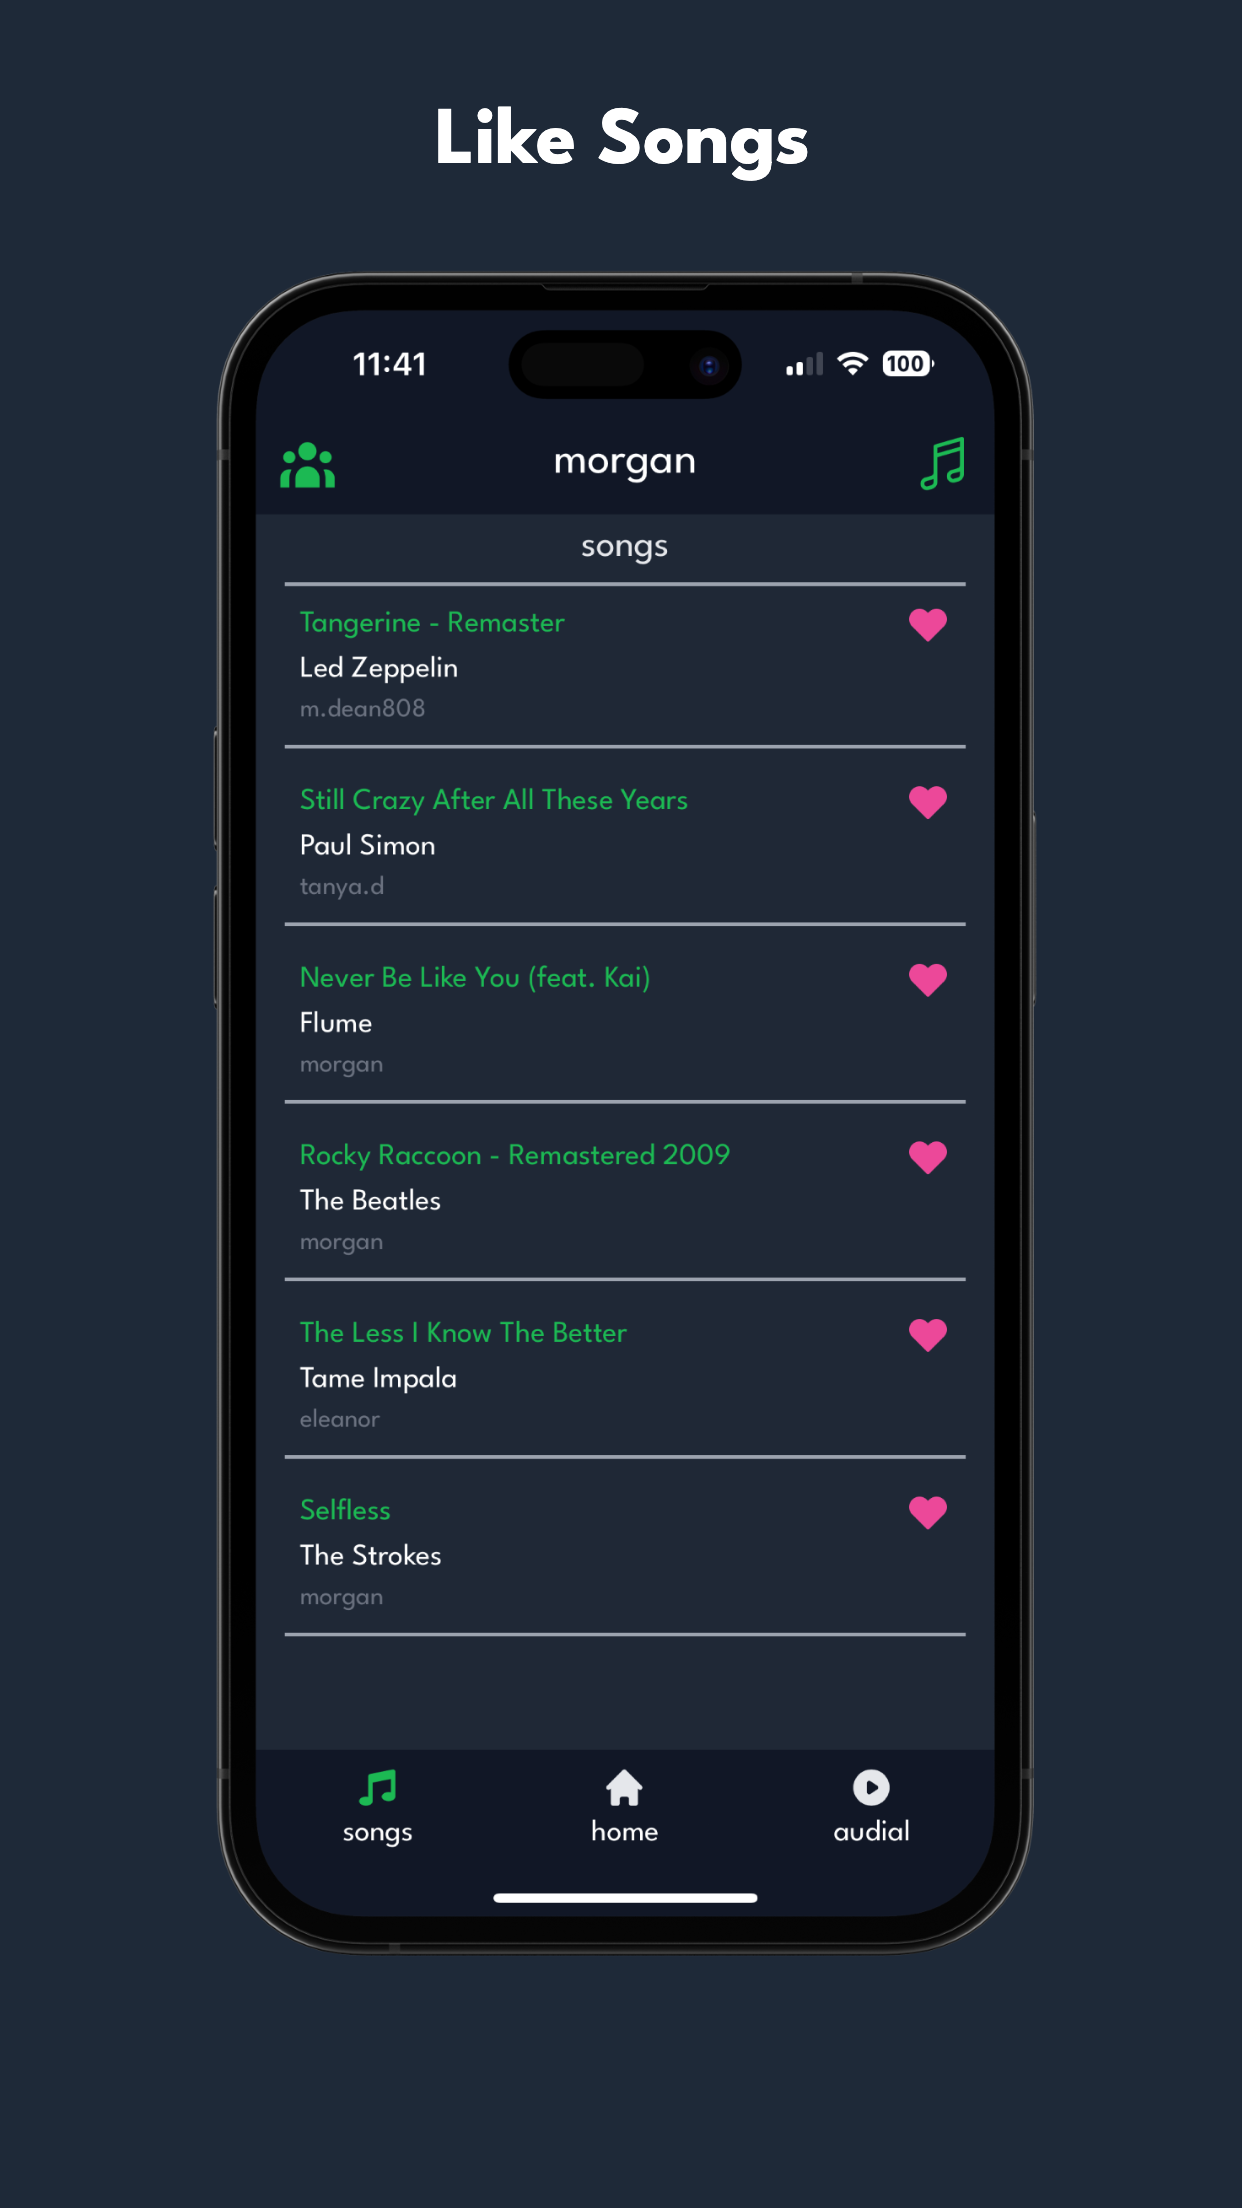 Like Songs
11:41
100
morgan
songs
Tangerine - Remaster
Led Zeppelin
m.dean808
Still Crazy After All These Years
Paul Simon
tanya.d
Never Be Like You (feat. Kai)
Flume
morgan
Rocky Raccoon - Remastered 2009
The Beatles
morgan
The Less I Know The Better
Tame Impala
eleanor
Selfless
The Strokes
morgan
songs
home
audial